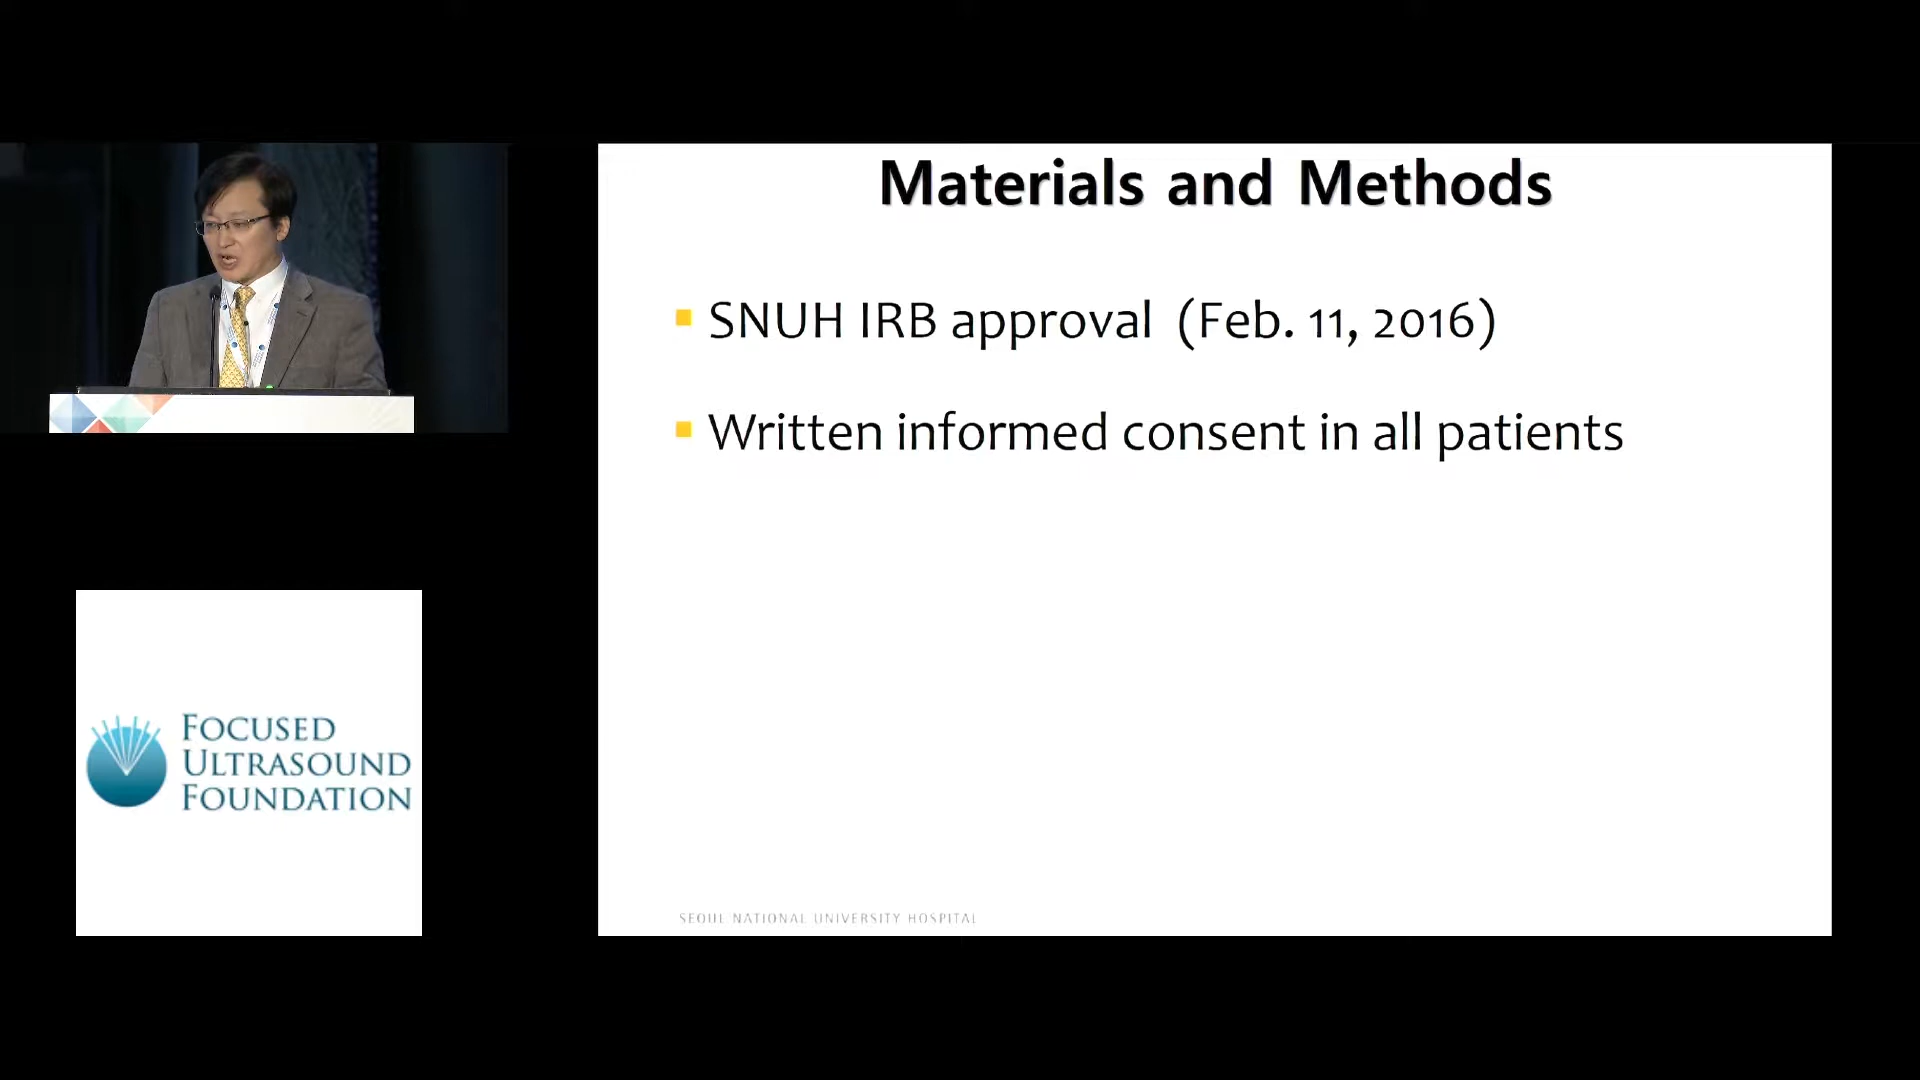 Materials and Methods
SNUH IRB approval (Feb. 11, 2016)
Written informed consent in all patients
SEOUL NATIONAL UNIVERSITY HOSPITAL
FOCUSED
ULTRASOUND
FOUNDATION